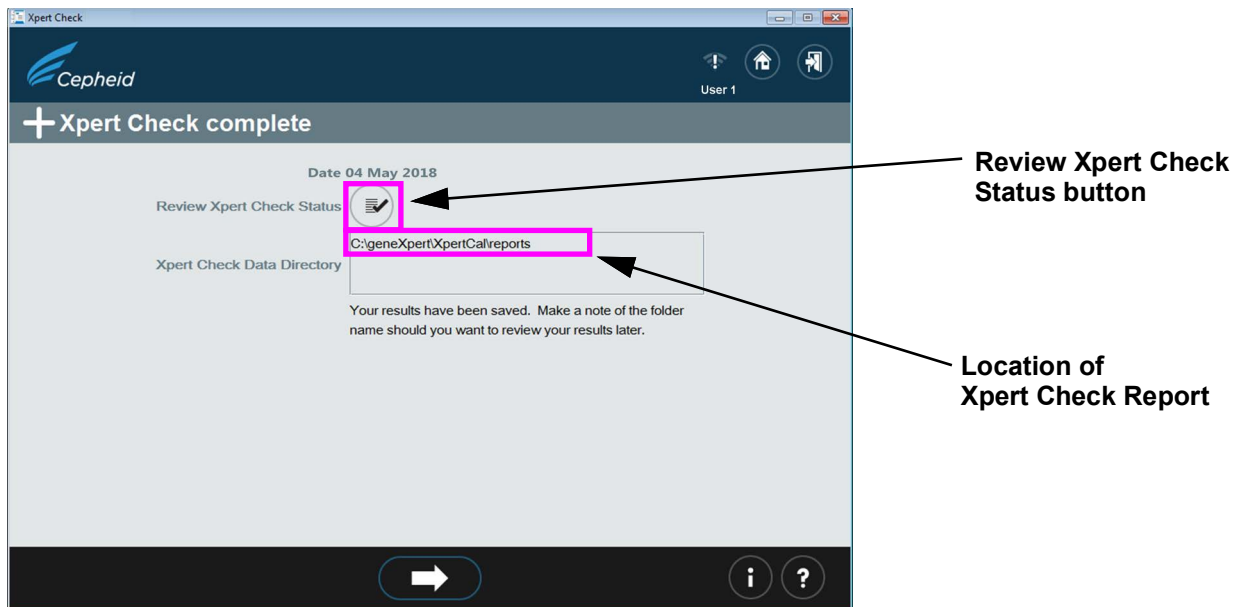 Xpert Check
Cepheid
User 1
Xpert Check complete
Date 04 May 2018
Review Xpert Check Status
C:\geneXpert\XpertCal\reports
Xpert Check Data Directory
Your results have been saved. Make a note of the folder
name should you want to review your results later.
Review Xpert Check
Status button
Location of
Xpert Check Report
i
?